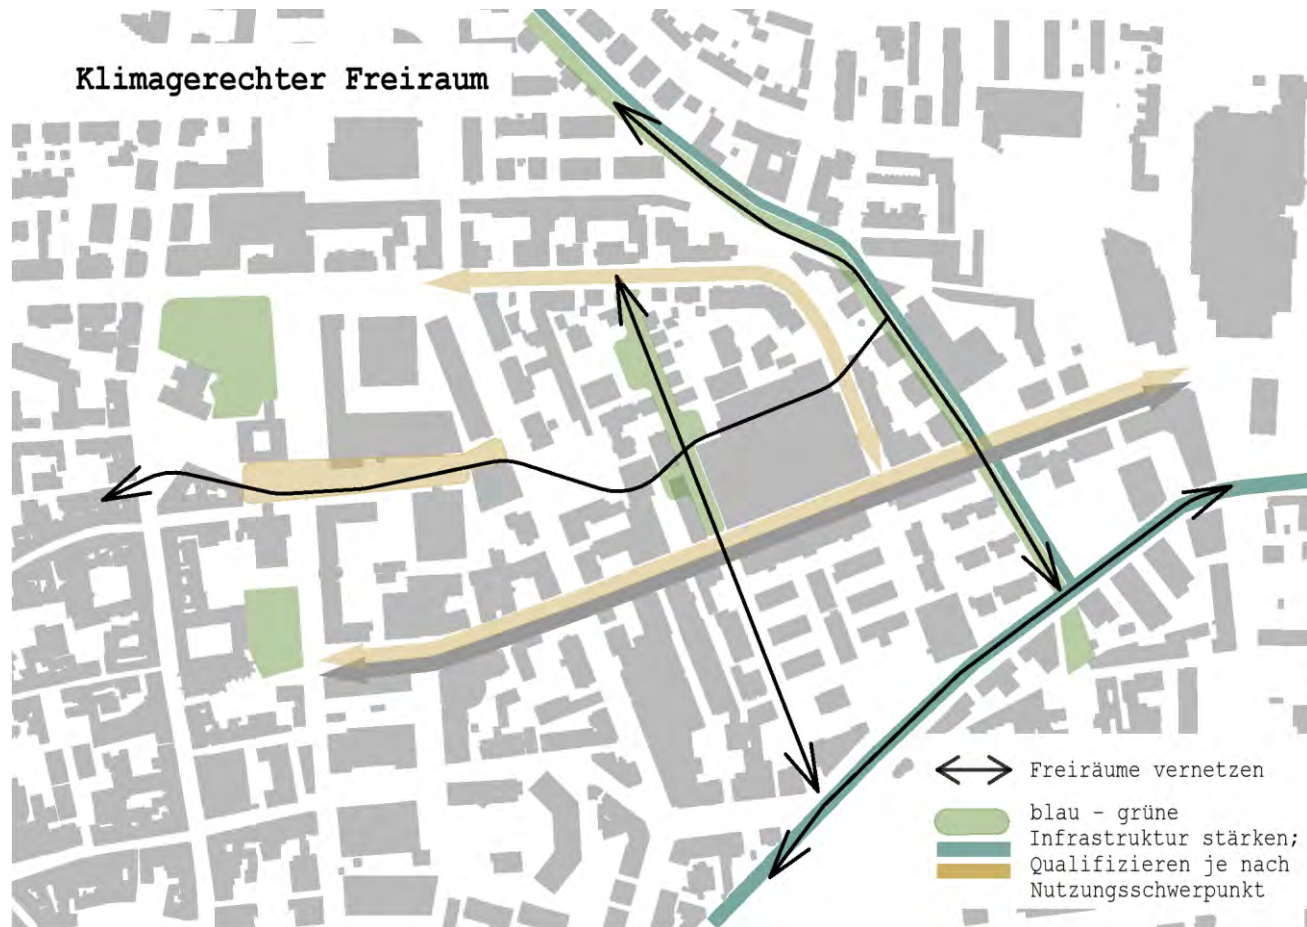 Klimagerechter Freiraum
Freiräume vernetzen
blau - grüne
Infrastruktur stärken;
Qualifizieren je nach
Nutzungsschwerpunkt